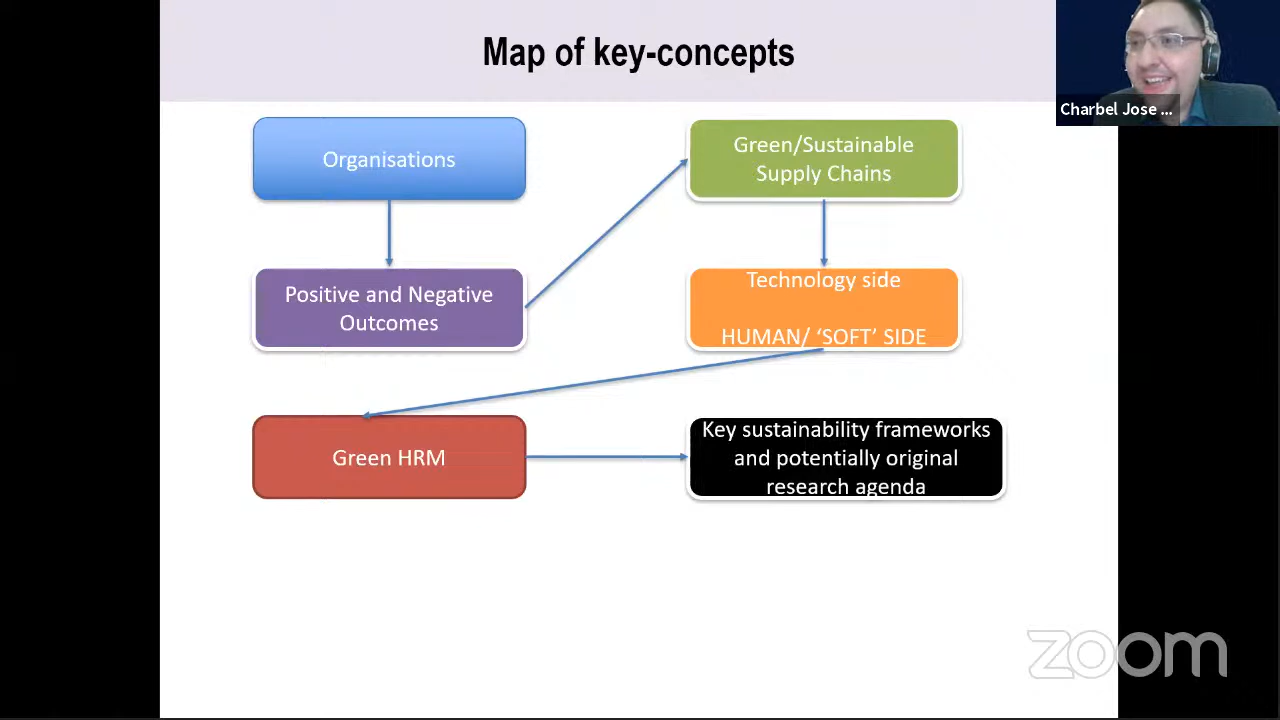 Map of key-concepts
Charbel Jose ...
Organisations
Green/Sustainable
Supply Chains
Positive and Negative
Outcomes
Technology side
HUMAN/ ‘SOFT’ SIDE
Green HRM
Key sustainability frameworks
and potentially original
research agenda
zoom